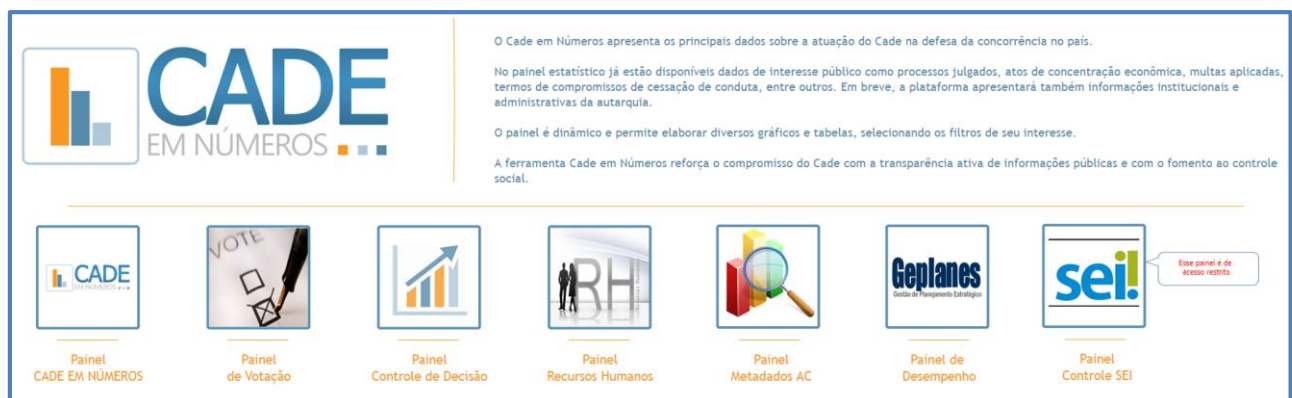 CADE
EM NÚMEROS
O Cade em Números apresenta os principais dados sobre a atuação do Cade na defesa da concorrência no país.
No painel estatístico já estão disponíveis dados de interesse público como processos julgados, atos de concentração econômica, multas aplicadas,
termos de compromissos de cessação de conduta, entre outros. Em breve, a plataforma apresentará também informações institucionais e
administrativas da autarquia.
O painel é dinâmico e permite elaborar diversos gráficos e tabelas, selecionando os filtros de seu interesse.
A ferramenta Cade em Números reforça o compromisso do Cade com a transparência ativa de informações públicas e com o fomento ao controle
social.
CADE
EM NÚMEROS
VOTE
RH
Geplanes
Gestão de Planejamento Estratégico
sei!
Esse painel é de
acesso restrito
Painel
CADE EM NÚMEROS
Painel
de Votação
Painel
Controle de Decisão
Painel
Recursos Humanos
Painel
Metadados AC
Painel de
Desempenho
Painel
Controle SEI